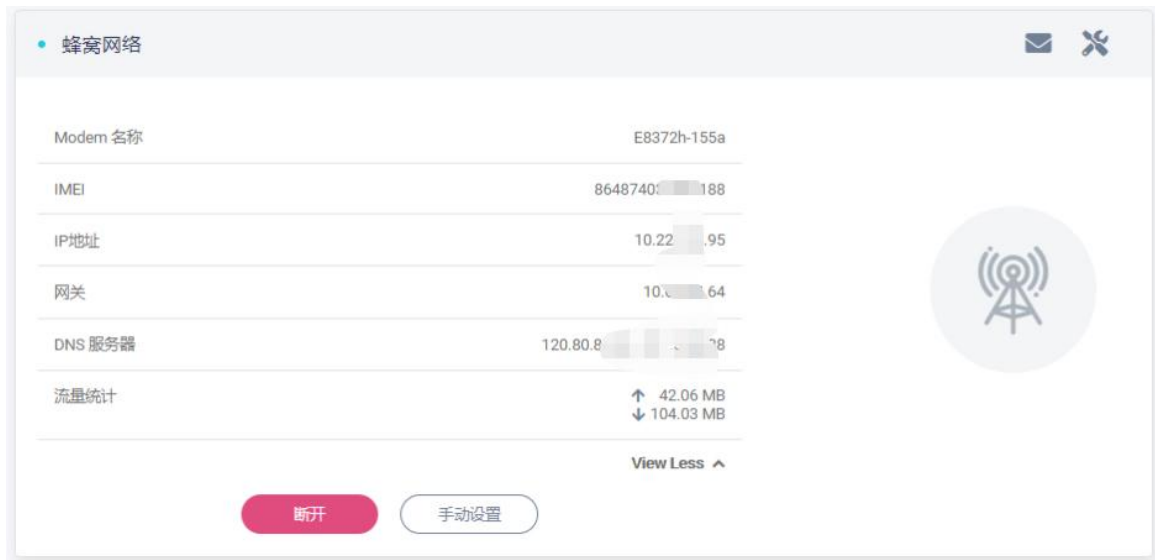 蜂窝网络
Modem 名称 E8372h-155a
IMEI 8648740 188
IP地址 10.22 .95
网关 10. 64
DNS 服务器 120.80.8 8
流量统计 ↑ 42.06 MB
↓ 104.03 MB
View Less
断开 手动设置